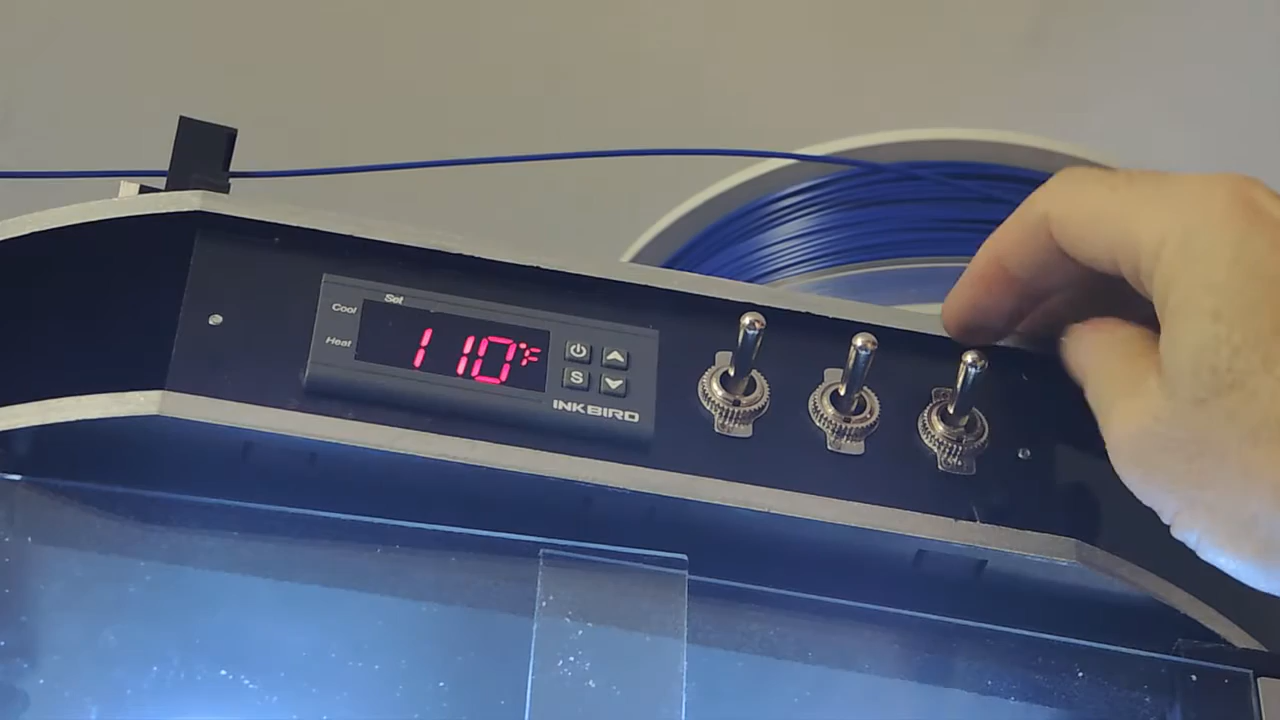 Set
Cool
Heat
110°F
S
INKBIRD